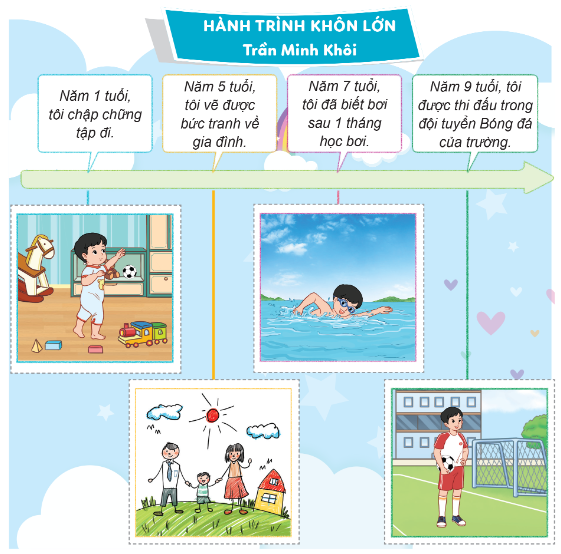 HÀNH TRÌNH KHÔN LỚN
Trần Minh Khôi
Năm 1 tuổi,
tôi chập chững
tập đi.
Năm 5 tuổi,
tôi vẽ được
bức tranh về
gia đình.
Năm 7 tuổi,
tôi đã biết bơi
sau 1 tháng
học bơi.
Năm 9 tuổi, tôi
được thi đấu trong
đội tuyển Bóng đá
của trường.